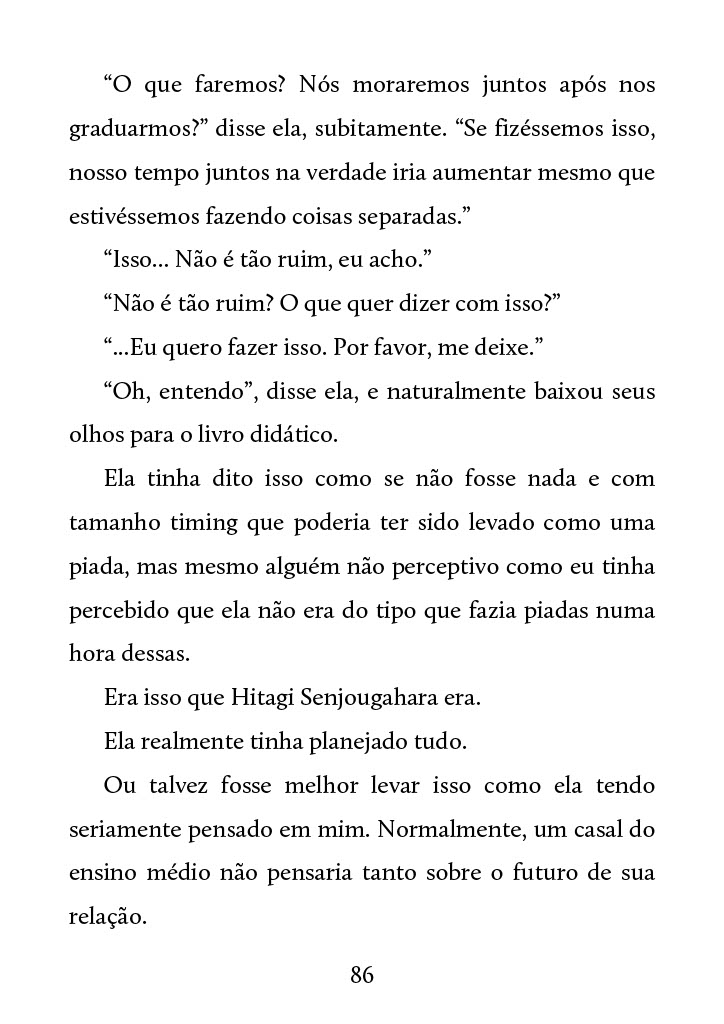 “O que faremos? Nós moraremos juntos após nos
graduarmos?” disse ela, subitamente. “Se fizéssemos isso,
nosso tempo juntos na verdade iria aumentar mesmo que
estivéssemos fazendo coisas separadas.”
“Isso... Não é tão ruim, eu acho.”
“Não é tão ruim? O que quer dizer com isso?”
“...Eu quero fazer isso. Por favor, me deixe.”
“Oh, entendo”, disse ela, e naturalmente baixou seus
olhos para o livro didático.
Ela tinha dito isso como se não fosse nada e com
tamanho timing que poderia ter sido levado como uma
piada, mas mesmo alguém não perceptivo como eu tinha
percebido que ela não era do tipo que fazia piadas numa
hora dessas.
Era isso que Hitagi Senjougahara era.
Ela realmente tinha planejado tudo.
Ou talvez fosse melhor levar isso como ela tendo
seriamente pensado em mim. Normalmente, um casal do
ensino médio não pensaria tanto sobre o futuro de sua
relação.
86